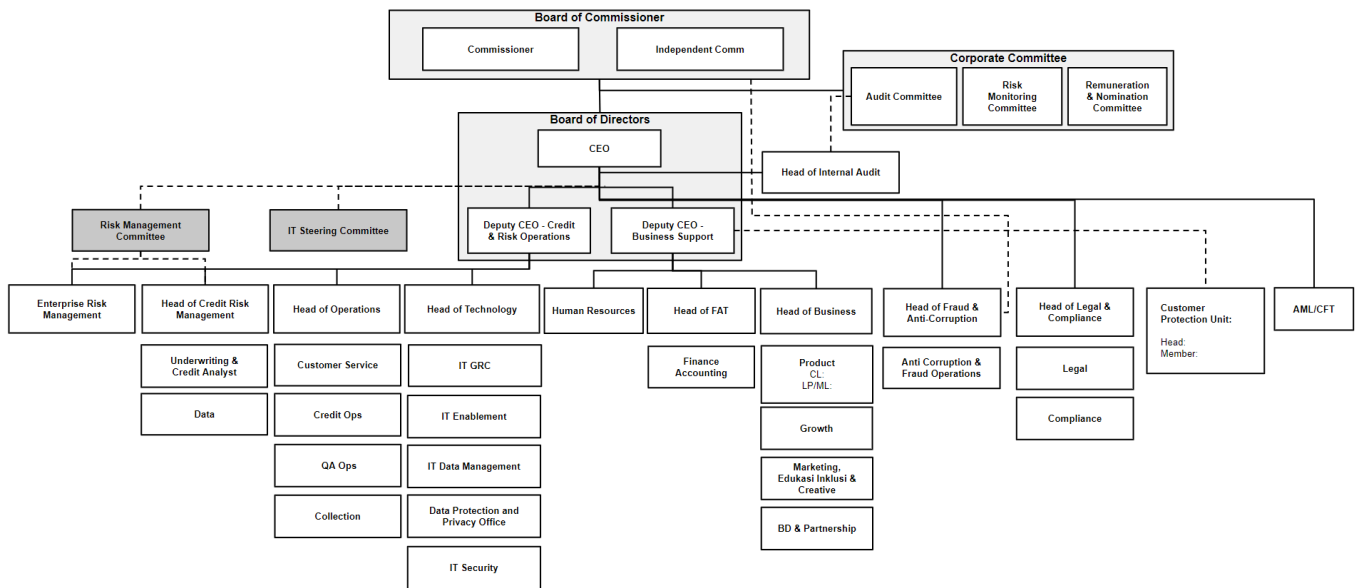 Board of Commissioner
Commissioner
Independent Comm
Corporate Committee
Audit Committee
Risk
Monitoring
Committee
Remuneration
& Nomination
Committee
Board of Directors
CEO
Head of Internal Audit
Risk Management
Committee
IT Steering Committee
Deputy CEO - Credit
& Risk Operations
Deputy CEO -
Business Support
Enterprise Risk
Management
Head of Credit Risk
Management
Head of Operations
Head of Technology
Human Resources
Head of FAT
Head of Business
Head of Fraud &
Anti-Corruption
Head of Legal &
Compliance
Customer
Protection Unit:
Head:
Member:
AML/CFT
Underwriting &
Credit Analyst
Data
Customer Service
Credit Ops
QA Ops
Collection
IT GRC
IT Enablement
IT Data Management
Data Protection and
Privacy Office
IT Security
Finance
Accounting
Product
CL:
LP/ML:
Growth
Marketing,
Edukasi Inklusi &
Creative
BD & Partnership
Anti Corruption &
Fraud Operations
Legal
Compliance